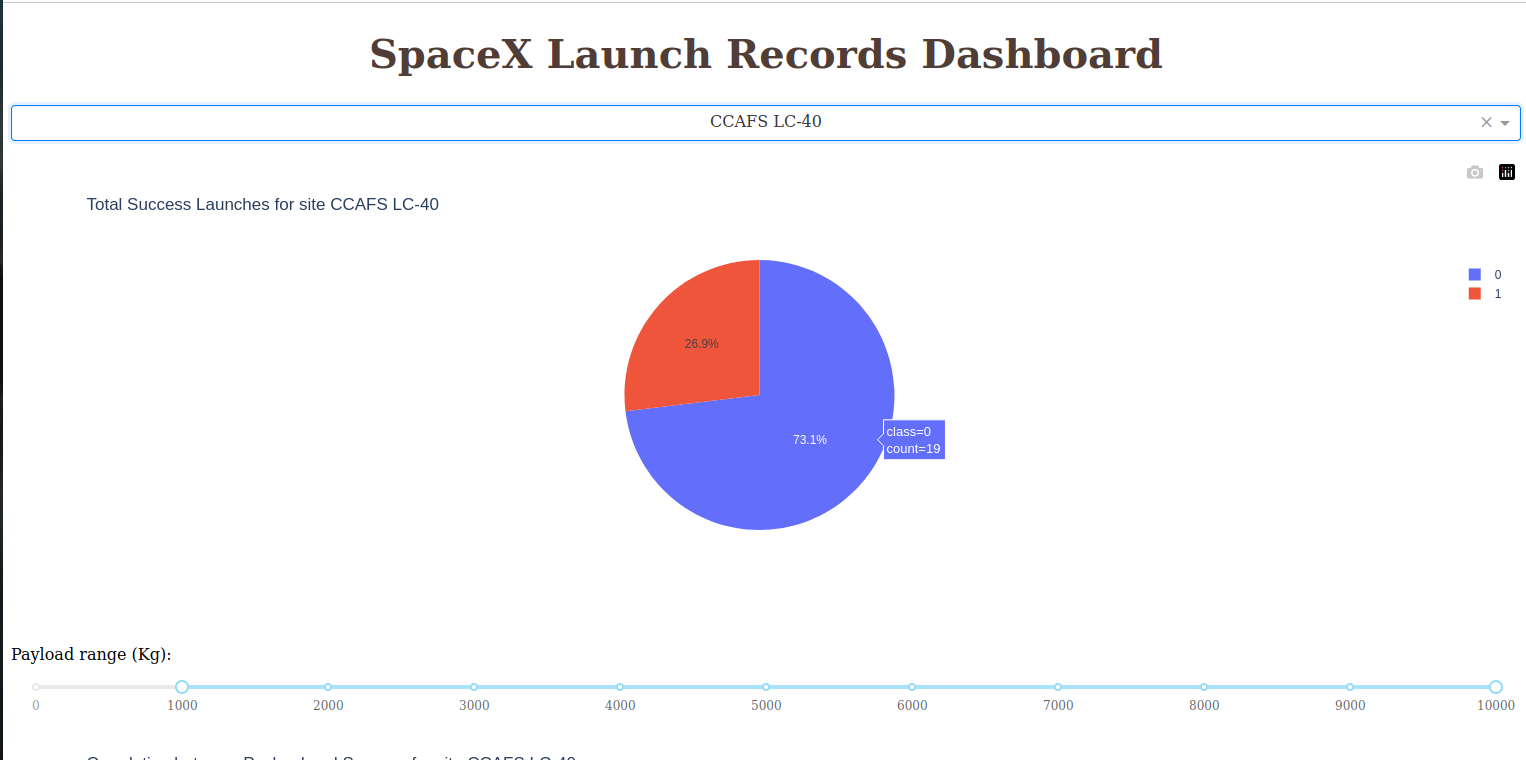 SpaceX Launch Records Dashboard
CCAFS LC-40
Total Success Launches for site CCAFS LC-40
0
1
26.9%
73.1%
class=0
count=19
Payload range (Kg):
0 1000 2000 3000 4000 5000 6000 7000 8000 9000 10000